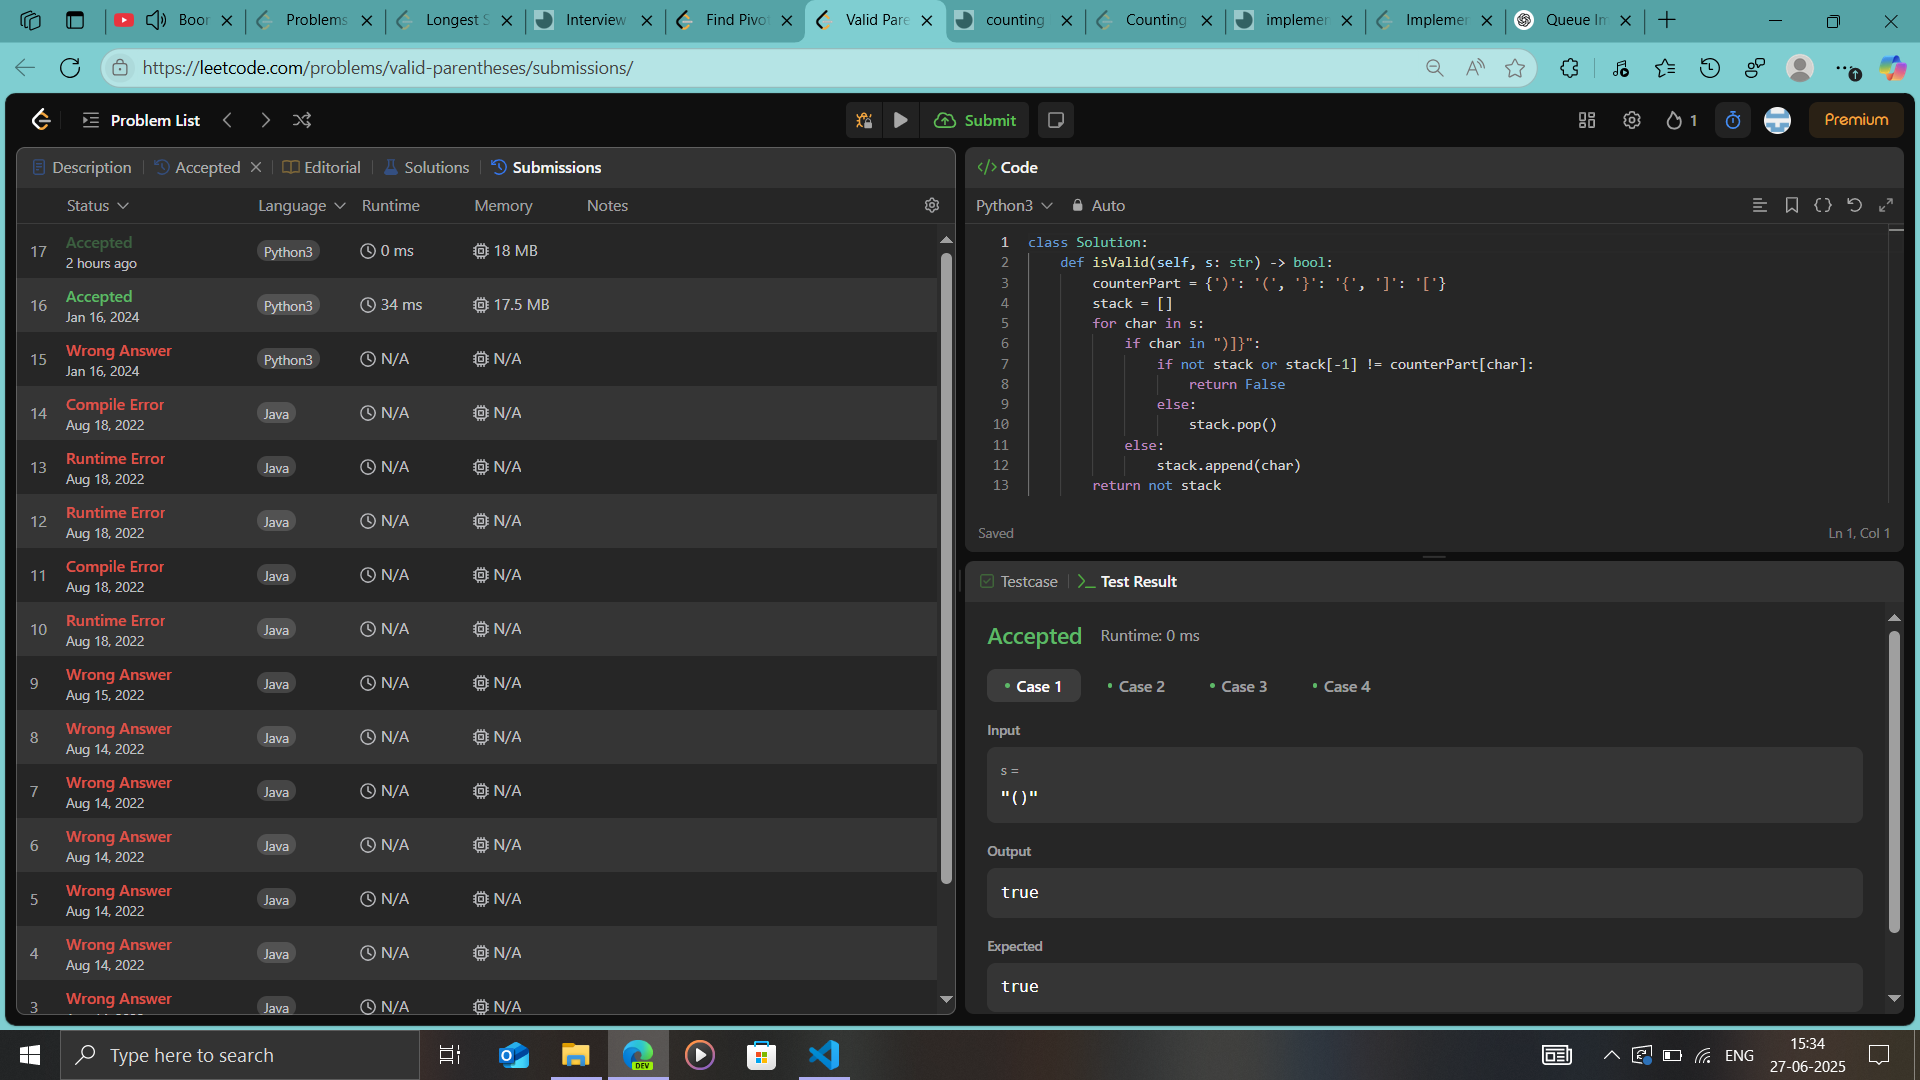 Boor
Problems
Longest S
Interview
Find Pivo
Valid Pare
counting
Counting
implemen
Implemen
Queue Im
https://leetcode.com/problems/valid-parentheses/submissions/
Problem List
Submit
1
Premium
Description
Accepted
Editorial
Solutions
Submissions
Status
Language
Runtime
Memory
Notes
17 Accepted Python3 0 ms 18 MB
2 hours ago
16 Accepted Python3 34 ms 17.5 MB
Jan 16, 2024
15 Wrong Answer Python3 N/A N/A
Jan 16, 2024
14 Compile Error Java N/A N/A
Aug 18, 2022
13 Runtime Error Java N/A N/A
Aug 18, 2022
12 Runtime Error Java N/A N/A
Aug 18, 2022
11 Compile Error Java N/A N/A
Aug 18, 2022
10 Runtime Error Java N/A N/A
Aug 18, 2022
9 Wrong Answer Java N/A N/A
Aug 15, 2022
8 Wrong Answer Java N/A N/A
Aug 14, 2022
7 Wrong Answer Java N/A N/A
Aug 14, 2022
6 Wrong Answer Java N/A N/A
Aug 14, 2022
5 Wrong Answer Java N/A N/A
Aug 14, 2022
4 Wrong Answer Java N/A N/A
Aug 14, 2022
3 Wrong Answer Java N/A N/A
</> Code
Python3
Auto
1 class Solution:
2 def isValid(self, s: str) -> bool:
3 counterPart = {')': '(', '}': '{', ']': '['}
4 stack = []
5 for char in s:
6 if char in ")]}":
7 if not stack or stack[-1] != counterPart[char]:
8 return False
9 else:
10 stack.pop()
11 else:
12 stack.append(char)
13 return not stack
Saved
Ln 1, Col 1
Testcase
Test Result
Accepted Runtime: 0 ms
Case 1
Case 2
Case 3
Case 4
Input
s =
"()"
Output
true
Expected
true
Type here to search
DEV
ENG
15:34
27-06-2025